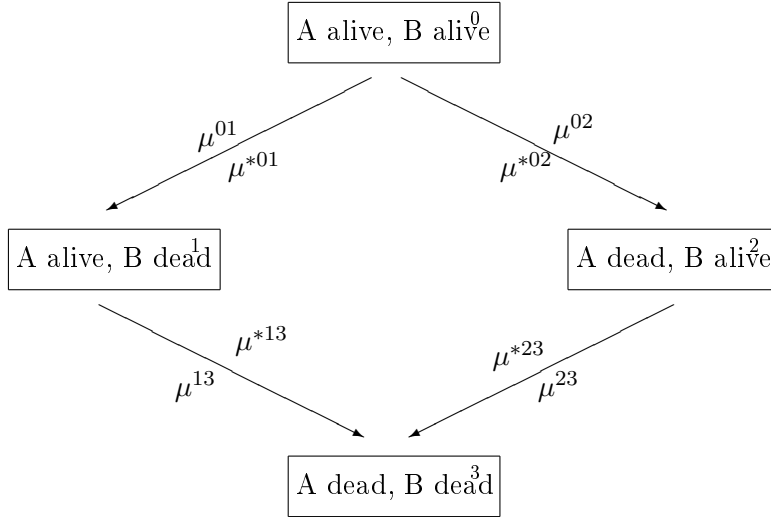 A alive, B alive 0
μ^{01}
μ^{*01}
μ^{02}
μ^{*02}
A alive, B dead 1
A dead, B alive 2
μ^{*13}
μ^{13}
μ^{*23}
μ^{23}
A dead, B dead 3